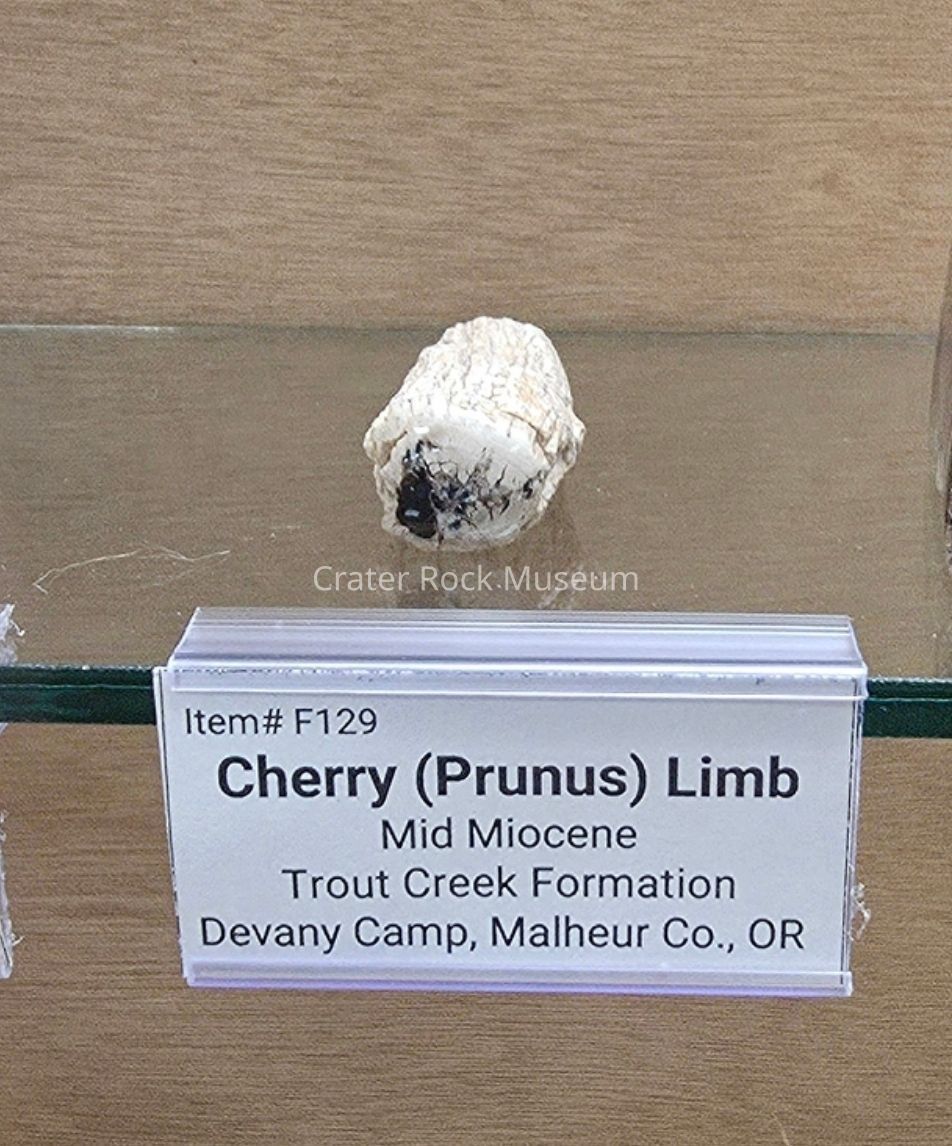 Crater Rock Museum
Item# F129
Cherry (Prunus) Limb
Mid Miocene
Trout Creek Formation
Devany Camp, Malheur Co., OR